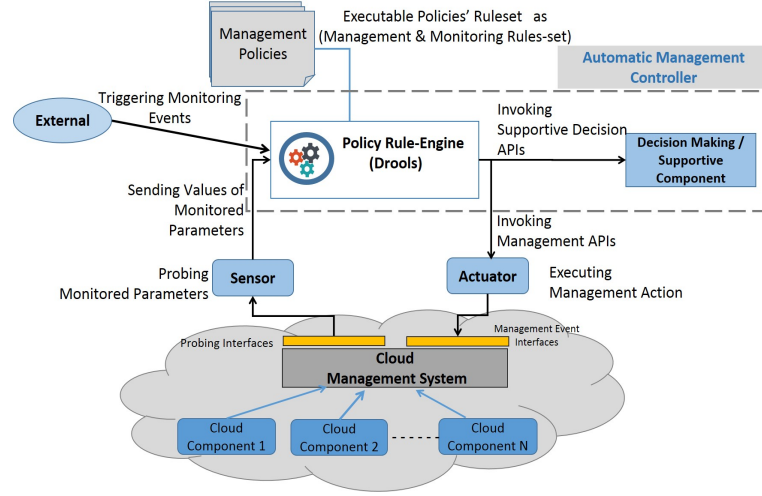 Executable Policies' Ruleset as
(Management & Monitoring Rules-set)
Management
Policies
Automatic Management
Controller
Triggering Monitoring
Events
External
Invoking
Supportive Decision
APIs
Policy Rule-Engine
(Drools)
Decision Making /
Supportive
Component
Sending Values of
Monitored
Parameters
Invoking
Management APIs
Probing
Monitored Parameters
Sensor
Actuator
Executing
Management Action
Probing Interfaces
Management Event
Interfaces
Cloud
Management System
Cloud
Component 1
Cloud
Component 2
Cloud
Component N